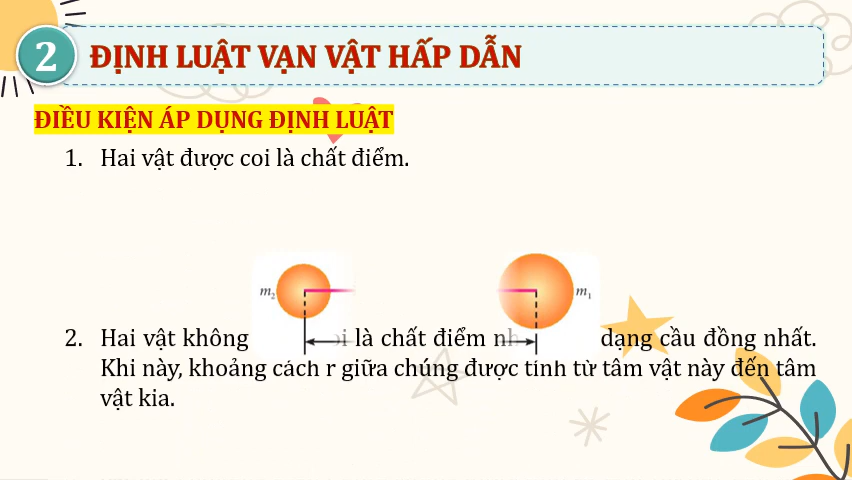 2
ĐỊNH LUẬT VẠN VẬT HẤP DẪN
ĐIỀU KIỆN ÁP DỤNG ĐỊNH LUẬT
1. Hai vật được coi là chất điểm.
m₂
m₁
2. Hai vật không là chất điểm dạng cầu đồng nhất.
Khi này, khoảng cách r giữa chúng được tính từ tâm vật này đến tâm
vật kia.